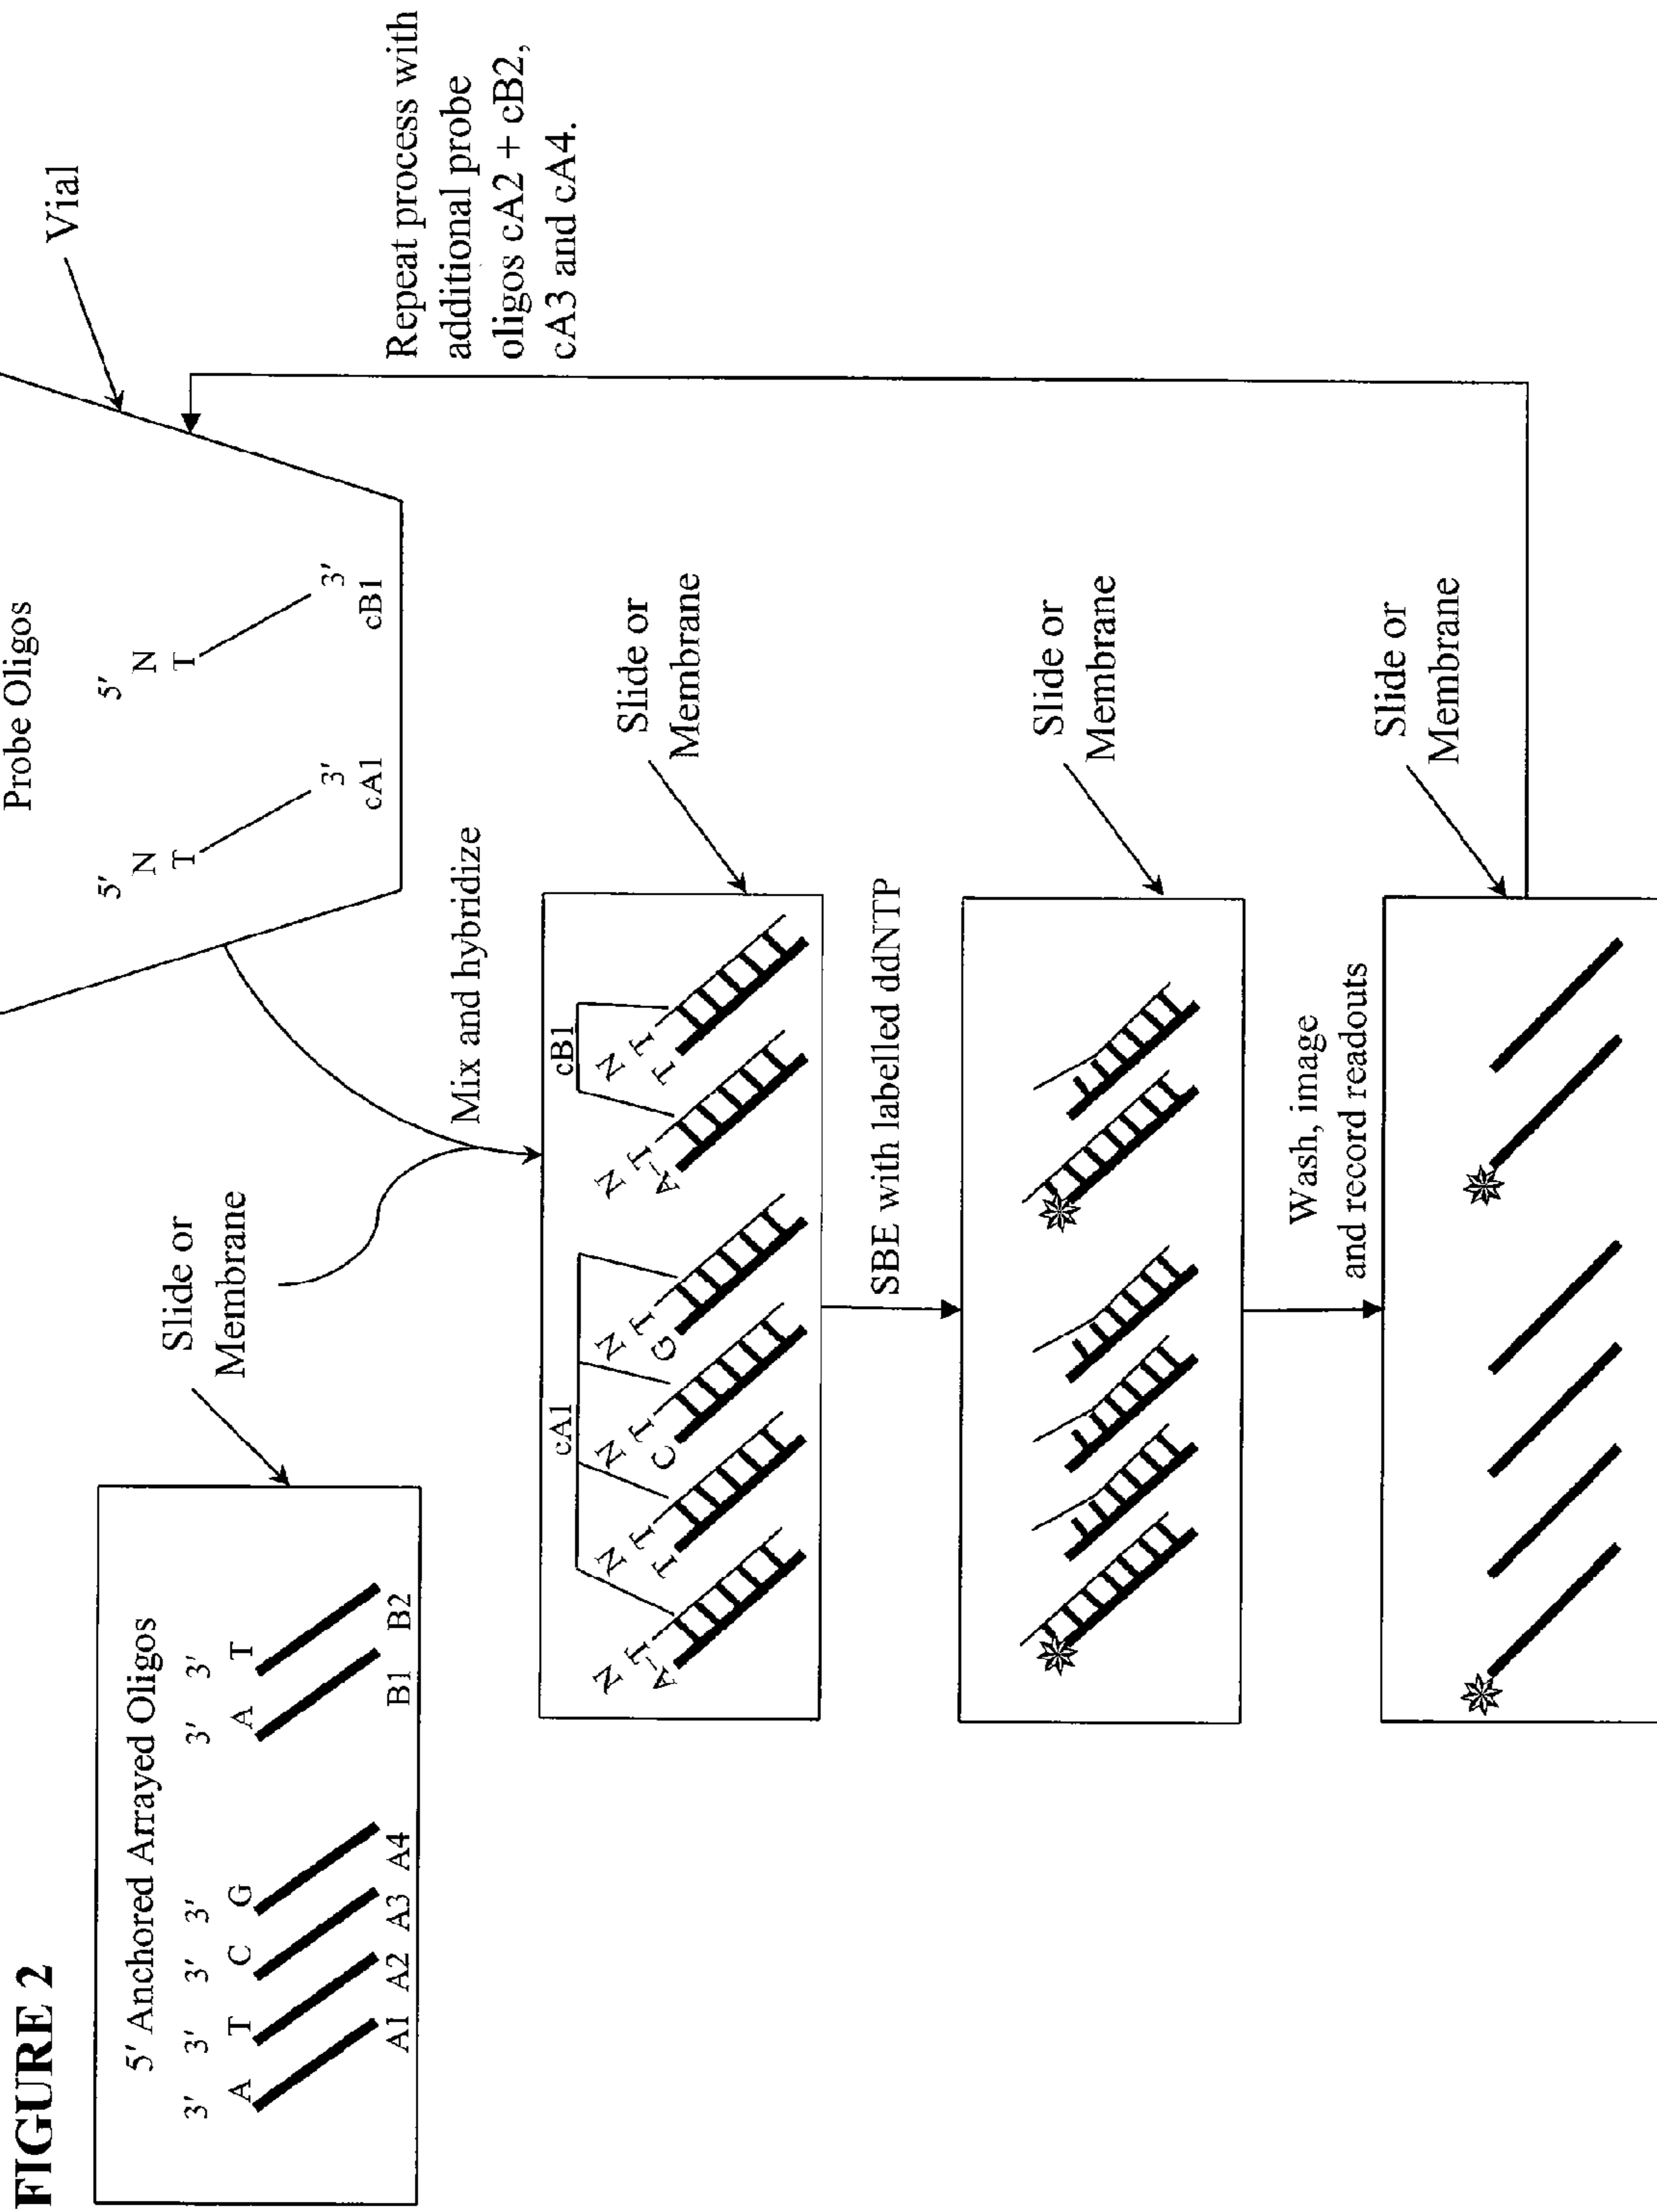 FIGURE 2
5' Anchored Arrayed Oligos
3' 3' 3' 3' 3' 3'
A T C G A T
A1 A2 A3 A4 B1 B2
Slide or
Membrane
Probe Oligos
5' 5'
N N
T T
3' 3'
cA1 cB1
Vial
Mix and hybridize
Repeat process with
additional probe
oligos cA2 + cB2,
cA3 and cA4.
cA1 cB1
N N N N N N
T T T T T T
A T C G A T
Slide or
Membrane
SBE with labelled ddNTP
Slide or
Membrane
Wash, image
and record readouts
Slide or
Membrane